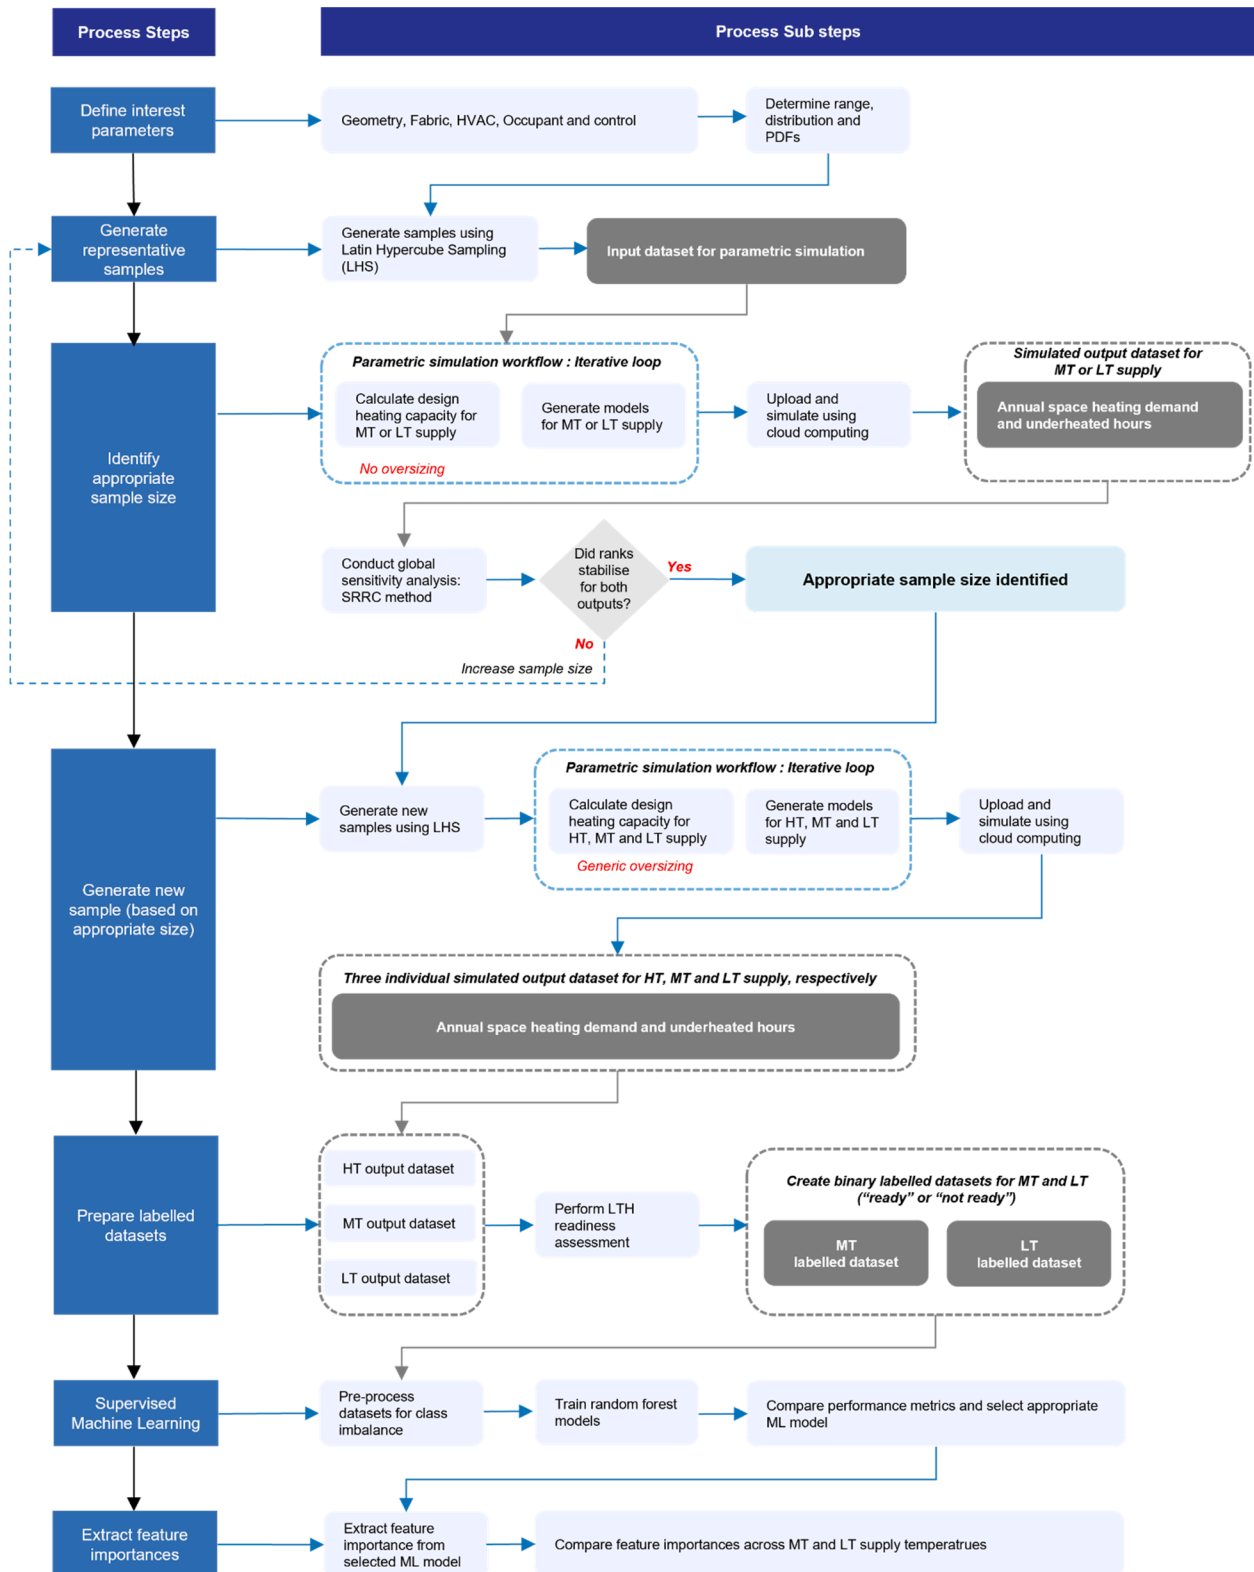 Process Steps
Process Sub steps
Define interest
parameters
Geometry, Fabric, HVAC, Occupant and control
Determine range,
distribution and
PDFs
Generate
representative
samples
Generate samples using
Latin Hypercube Sampling
(LHS)
Input dataset for parametric simulation
Identify
appropriate
sample size
Parametric simulation workflow : Iterative loop
Calculate design
heating capacity for
MT or LT supply
Generate models
for MT or LT supply
No oversizing
Upload and
simulate using
cloud computing
Simulated output dataset for
MT or LT supply
Annual space heating demand
and underheated hours
Conduct global
sensitivity analysis:
SRRC method
Did ranks
stabilise
for both
outputs?
Yes
Appropriate sample size identified
No
Increase sample size
Generate new
sample (based on
appropriate size)
Generate new
samples using LHS
Parametric simulation workflow : Iterative loop
Calculate design
heating capacity for
HT, MT and LT supply
Generate models
for HT, MT and LT
supply
Generic oversizing
Upload and
simulate using
cloud computing
Three individual simulated output dataset for HT, MT and LT supply, respectively
Annual space heating demand and underheated hours
Prepare labelled
datasets
HT output dataset
MT output dataset
LT output dataset
Perform LTH
readiness
assessment
Create binary labelled datasets for MT and LT
(“ready” or “not ready”)
MT
labelled dataset
LT
labelled dataset
Supervised
Machine Learning
Pre-process
datasets for class
imbalance
Train random forest
models
Compare performance metrics and select appropriate
ML model
Extract feature
importances
Extract feature
importance from
selected ML model
Compare feature importances across MT and LT supply temperatrues